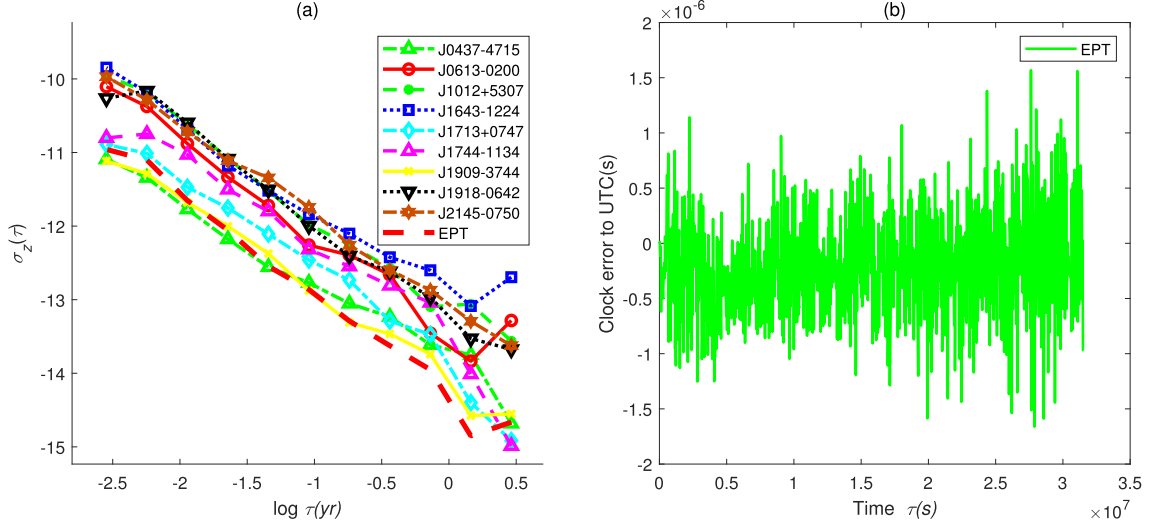 (a)
-10
-11
-12
-13
-14
-15
σz(τ)
-2.5
-2
-1.5
-1
-0.5
0
0.5
log τ(yr)
J0437-4715
J0613-0200
J1012+5307
J1643-1224
J1713+0747
J1744-1134
J1909-3744
J1918-0642
J2145-0750
EPT
(b)
×10-6
2
1.5
1
0.5
0
-0.5
-1
-1.5
-2
Clock error to UTC(s)
EPT
0
0.5
1
1.5
2
2.5
3
3.5
×107
Time τ(s)